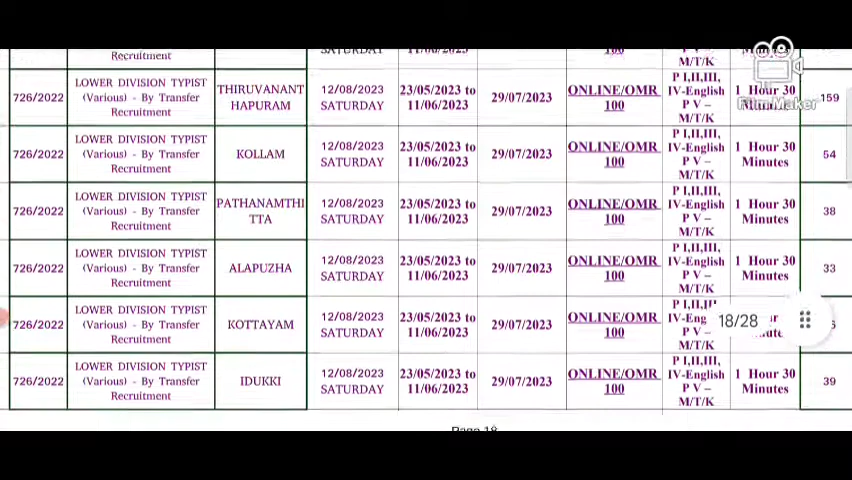 Recruitment SATURDAY 11/06/2023 100 P V – M/T/K Minutes
726/2022 LOWER DIVISION TYPIST (Various) - By Transfer Recruitment THIRUVANANT HAPURAM 12/08/2023 SATURDAY 23/05/2023 to 11/06/2023 29/07/2023 ONLINE/OMR 100 P I,II,III, IV-English P V – M/T/K 1 Hour 30 Minutes 159
Film Maker
726/2022 LOWER DIVISION TYPIST (Various) - By Transfer Recruitment KOLLAM 12/08/2023 SATURDAY 23/05/2023 to 11/06/2023 29/07/2023 ONLINE/OMR 100 P I,II,III, IV-English P V – M/T/K 1 Hour 30 Minutes 54
726/2022 LOWER DIVISION TYPIST (Various) - By Transfer Recruitment PATHANAMTHI TTA 12/08/2023 SATURDAY 23/05/2023 to 11/06/2023 29/07/2023 ONLINE/OMR 100 P I,II,III, IV-English P V – M/T/K 1 Hour 30 Minutes 38
726/2022 LOWER DIVISION TYPIST (Various) - By Transfer Recruitment ALAPUZHA 12/08/2023 SATURDAY 23/05/2023 to 11/06/2023 29/07/2023 ONLINE/OMR 100 P I,II,III, IV-English P V – M/T/K 1 Hour 30 Minutes 33
726/2022 LOWER DIVISION TYPIST (Various) - By Transfer Recruitment KOTTAYAM 12/08/2023 SATURDAY 23/05/2023 to 11/06/2023 29/07/2023 ONLINE/OMR 100 P V – M/T/K
18/28
726/2022 LOWER DIVISION TYPIST (Various) - By Transfer Recruitment IDUKKI 12/08/2023 SATURDAY 23/05/2023 to 11/06/2023 29/07/2023 ONLINE/OMR 100 P I,II,III, IV-English P V – M/T/K 1 Hour 30 Minutes 39
Page 18